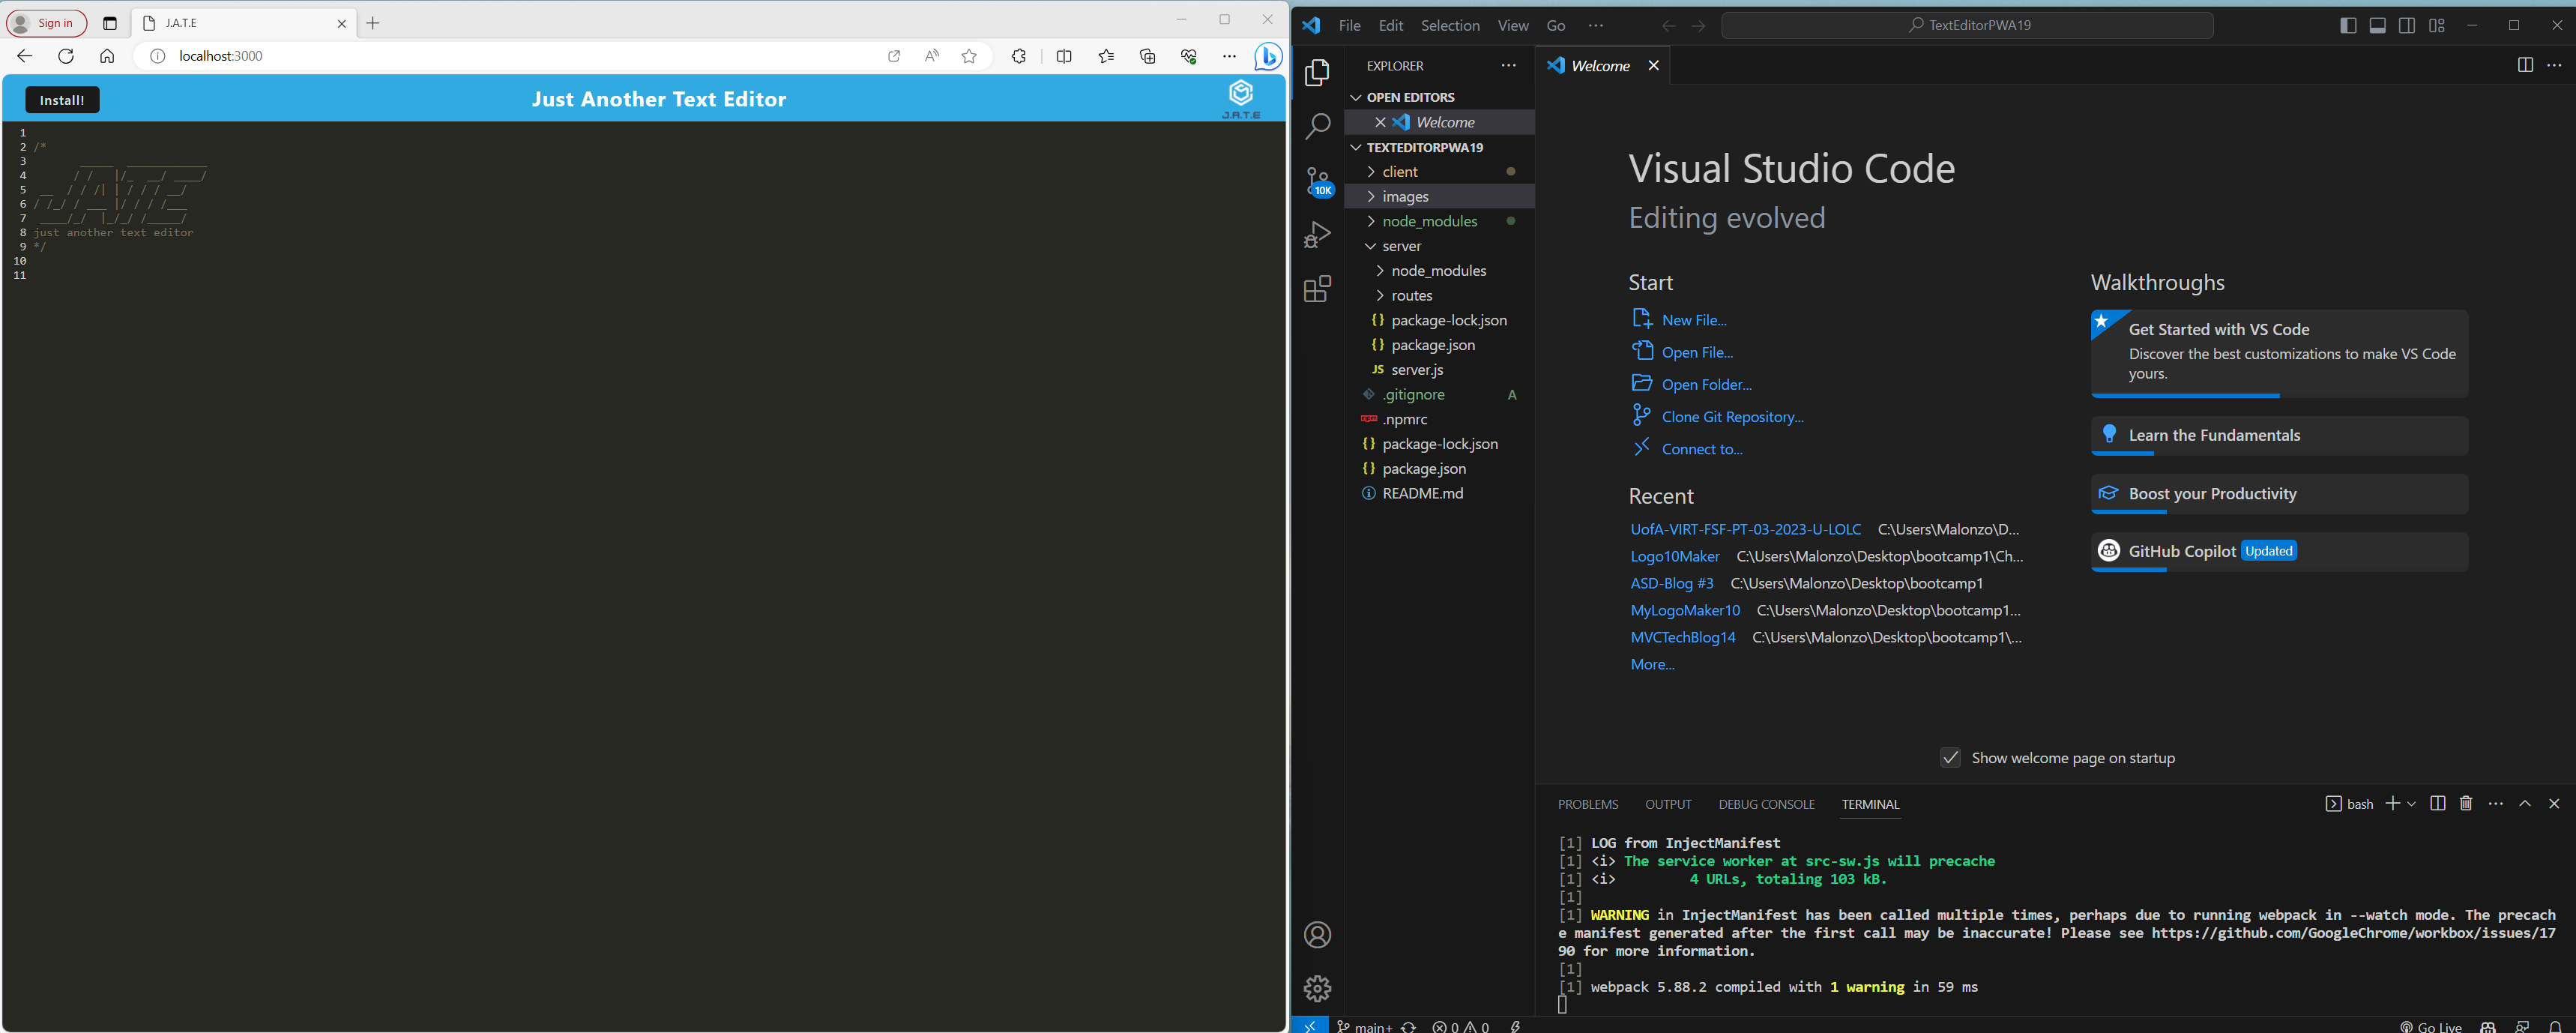 Sign in
J.A.T.E
localhost:3000
Install!
Just Another Text Editor
J.A.T.E
1
2 /*
3       _____  ____________
4      / /   |/_  __/ ____/
5 __  / / /| | / / / __/
6 / /_/ / ___ |/ / / /___
7 ____/_/  |_/_/ /_____/
8 just another text editor
9 */
10
11
File Edit Selection View Go ···
TextEditorPWA19
EXPLORER
OPEN EDITORS
Welcome
TEXTEDITORPWA19
client
images
node_modules
server
node_modules
routes
{} package-lock.json
{} package.json
JS server.js
.gitignore A
npm .npmrc
{} package-lock.json
{} package.json
README.md
10K
Welcome
Visual Studio Code
Editing evolved
Start
New File...
Open File...
Open Folder...
Clone Git Repository...
Connect to...
Recent
UofA-VIRT-FSF-PT-03-2023-U-LOLC C:\Users\Malonzo\D...
Logo10Maker C:\Users\Malonzo\Desktop\bootcamp1\Ch...
ASD-Blog #3 C:\Users\Malonzo\Desktop\bootcamp1
MyLogoMaker10 C:\Users\Malonzo\Desktop\bootcamp1...
MVCTechBlog14 C:\Users\Malonzo\Desktop\bootcamp1\...
More...
Walkthroughs
Get Started with VS Code
Discover the best customizations to make VS Code
yours.
Learn the Fundamentals
Boost your Productivity
GitHub Copilot Updated
Show welcome page on startup
PROBLEMS OUTPUT DEBUG CONSOLE TERMINAL
bash
[1] LOG from InjectManifest
[1] <i> The service worker at src-sw.js will precache
[1] <i>         4 URLs, totaling 103 kB.
[1]
[1] WARNING in InjectManifest has been called multiple times, perhaps due to running webpack in --watch mode. The precach
e manifest generated after the first call may be inaccurate! Please see https://github.com/GoogleChrome/workbox/issues/17
90 for more information.
[1]
[1] webpack 5.88.2 compiled with 1 warning in 59 ms
main+ 0 0
Go Live